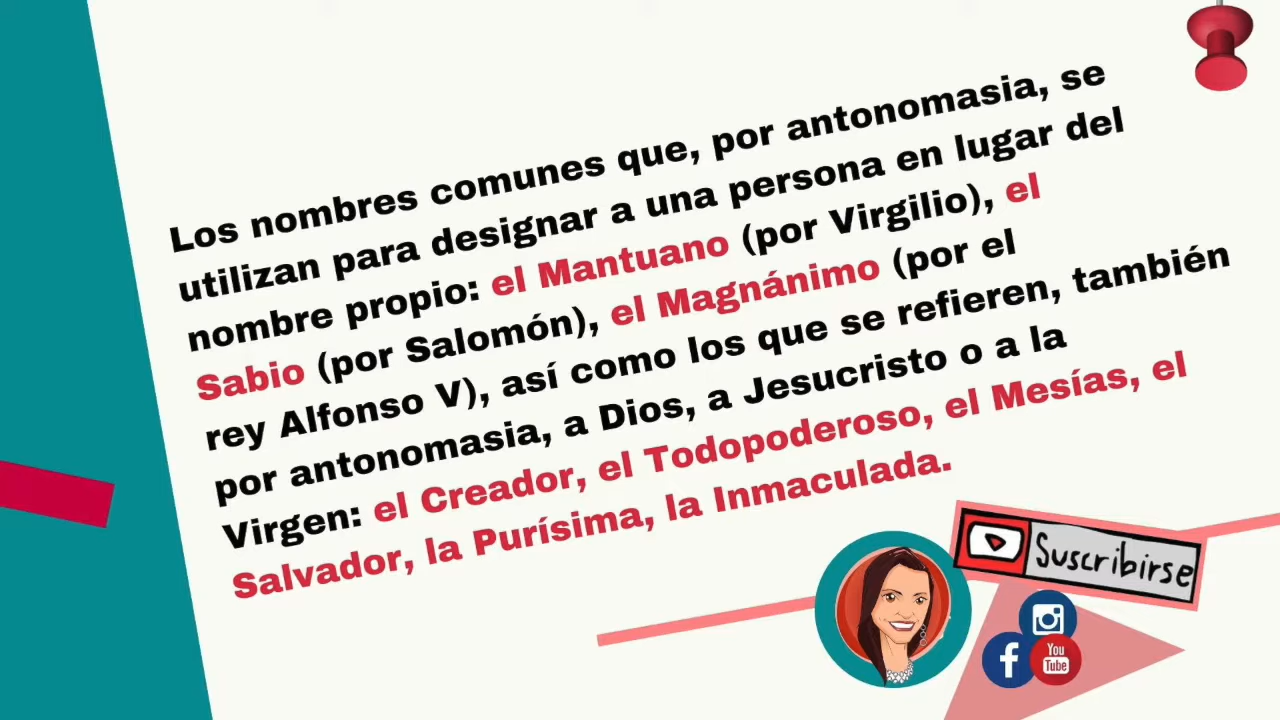 Los nombres comunes que, por antonomasia, se
utilizan para designar a una persona en lugar del
nombre propio: el Mantuano (por Virgilio), el
Sabio (por Salomón), el Magnánimo (por el
rey Alfonso V), así como los que se refieren, también
por antonomasia, a Dios, a Jesucristo o a la
Virgen: el Creador, el Todopoderoso, el Mesías, el
Salvador, la Purísima, la Inmaculada.
Suscribirse
f
You
Tube